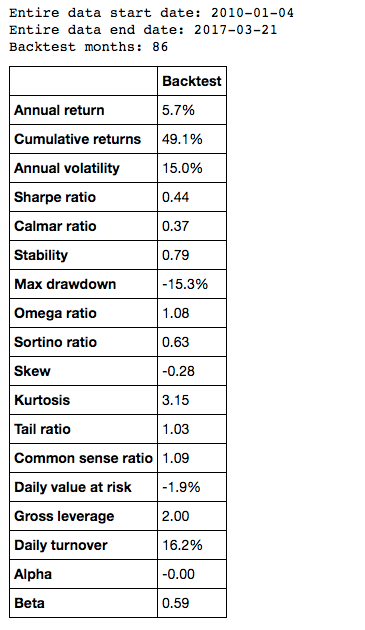 Entire data start date: 2010-01-04
Entire data end date: 2017-03-21
Backtest months: 86
Backtest
Annual return 5.7%
Cumulative returns 49.1%
Annual volatility 15.0%
Sharpe ratio 0.44
Calmar ratio 0.37
Stability 0.79
Max drawdown -15.3%
Omega ratio 1.08
Sortino ratio 0.63
Skew -0.28
Kurtosis 3.15
Tail ratio 1.03
Common sense ratio 1.09
Daily value at risk -1.9%
Gross leverage 2.00
Daily turnover 16.2%
Alpha -0.00
Beta 0.59